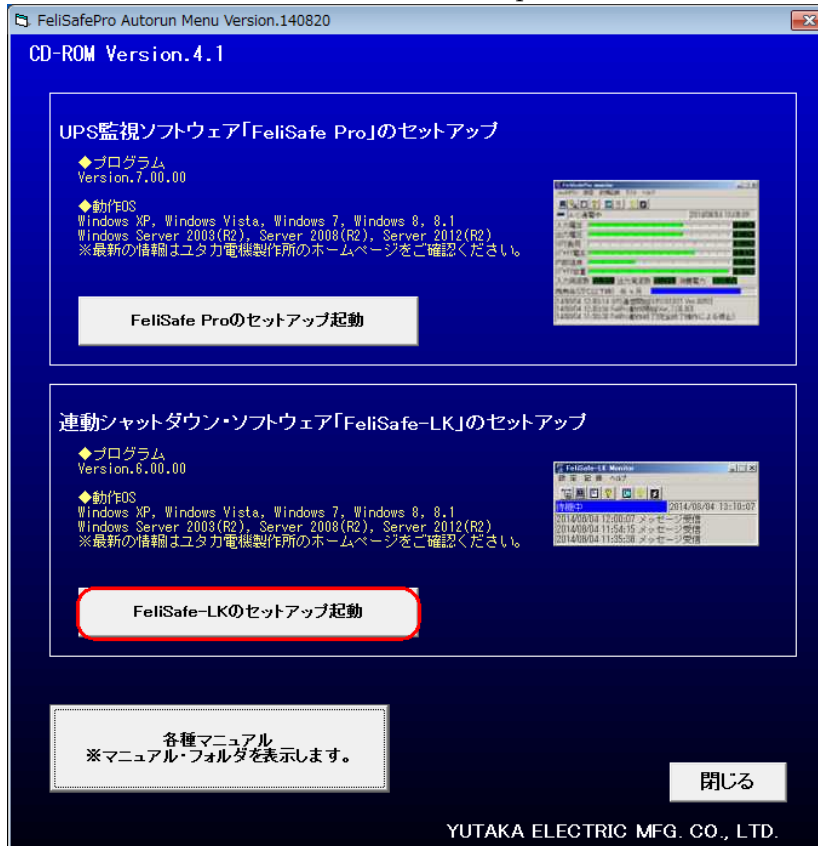 FeliSafePro Autorun Menu Version.140820
CD-ROM Version.4.1
UPS監視ソフトウェア「FeliSafe Pro」のセットアップ
◆プログラム
Version.7.00.00
◆動作OS
Windows XP, Windows Vista, Windows 7, Windows 8, 8.1
Windows Server 2003(R2), Server 2008(R2), Server 2012(R2)
※最新の情報はユタカ電機製作所のホームページをご確認ください。
FeliSafe Proのセットアップ起動
連動シャットダウン・ソフトウェア「FeliSafe-LK」のセットアップ
◆プログラム
Version.6.00.00
◆動作OS
Windows XP, Windows Vista, Windows 7, Windows 8, 8.1
Windows Server 2003(R2), Server 2008(R2), Server 2012(R2)
※最新の情報はユタカ電機製作所のホームページをご確認ください。
FeliSafe-LK Monitor
待機中 2014/08/04 13:10:07
2014/08/04 12:00:07 メッセージ受信
2014/08/04 11:54:15 メッセージ受信
2014/08/04 11:35:38 メッセージ受信
FeliSafe-LKのセットアップ起動
各種マニュアル
※マニュアル・フォルダを表示します。
閉じる
YUTAKA ELECTRIC MFG. CO., LTD.